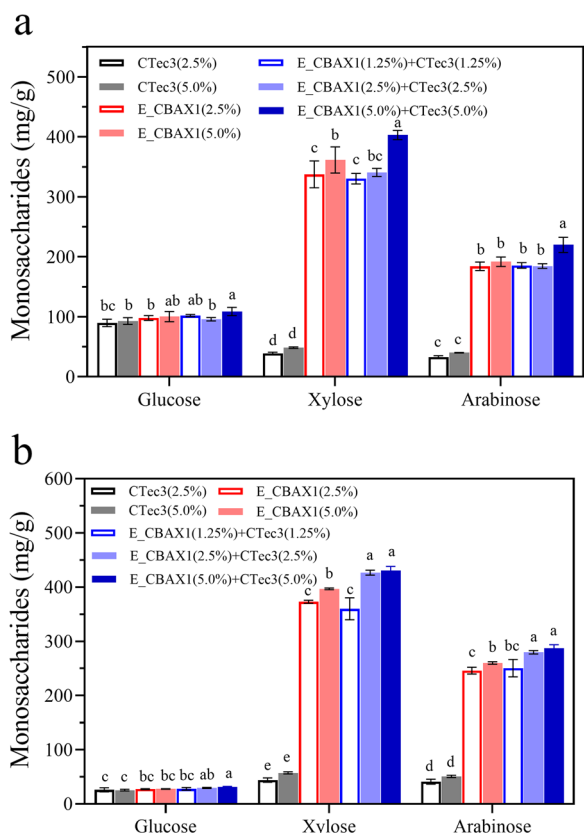 a
Monosaccharides (mg/g)
500
400
300
200
100
0
CTec3(2.5%)
CTec3(5.0%)
E_CBAX1(2.5%)
E_CBAX1(5.0%)
E_CBAX1(1.25%)+CTec3(1.25%)
E_CBAX1(2.5%)+CTec3(2.5%)
E_CBAX1(5.0%)+CTec3(5.0%)
bc b b ab ab b a
d d c b c bc a
c c b b b b a
Glucose Xylose Arabinose
b
Monosaccharides (mg/g)
600
500
400
300
200
100
0
CTec3(2.5%) E_CBAX1(2.5%)
CTec3(5.0%) E_CBAX1(5.0%)
E_CBAX1(1.25%)+CTec3(1.25%)
E_CBAX1(2.5%)+CTec3(2.5%)
E_CBAX1(5.0%)+CTec3(5.0%)
c c bc bc bc ab a
e e c b c a a
d d c b bc a a
Glucose Xylose Arabinose